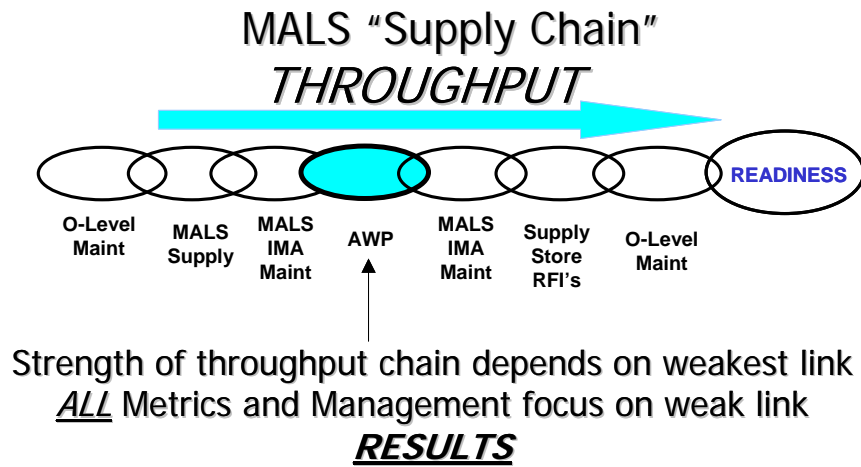 MALS “Supply Chain”
THROUGHPUT
READINESS
O-Level
Maint
MALS
Supply
MALS
IMA
Maint
AWP
MALS
IMA
Maint
Supply
Store
RFI's
O-Level
Maint
Strength of throughput chain depends on weakest link
ALL Metrics and Management focus on weak link
RESULTS